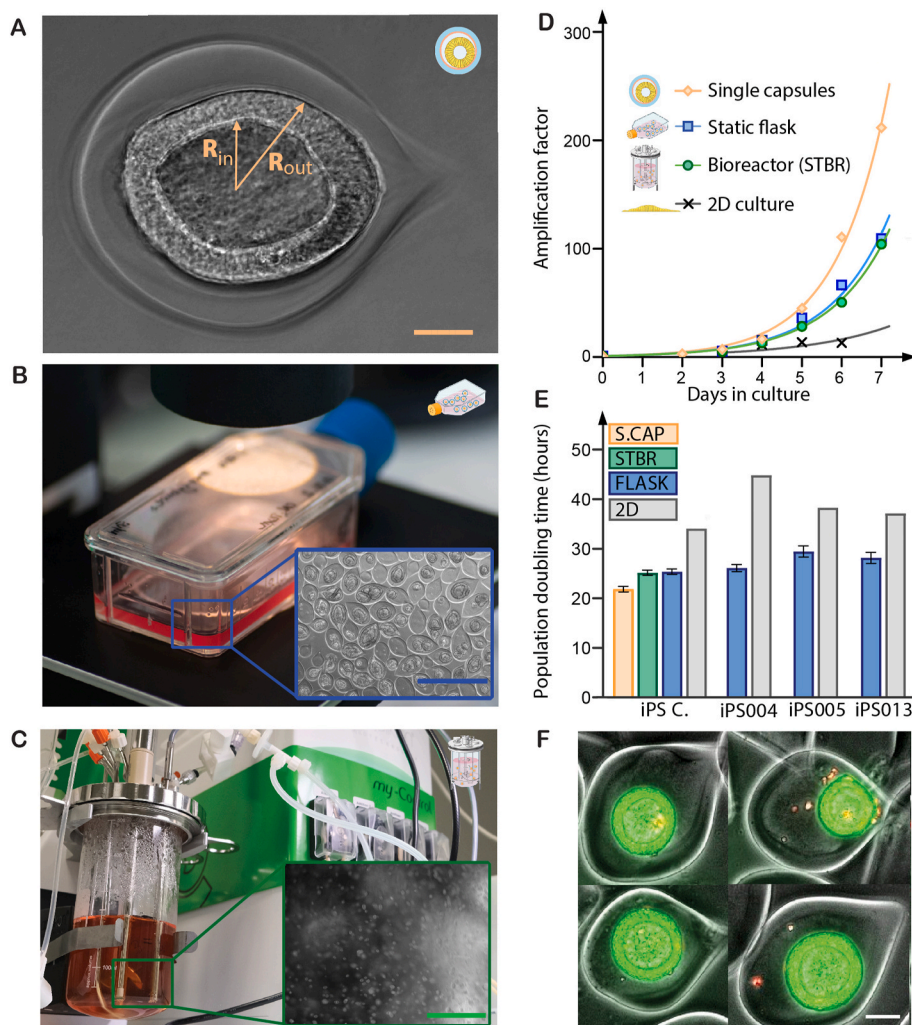 A
R in
R out
B
C
my-Control
100
D
300
200
100
0
Amplification factor
Single capsules
Static flask
Bioreactor (STBR)
2D culture
0 1 2 3 4 5 6 7
Days in culture
E
50
40
30
20
10
0
Population doubling time (hours)
S.CAP
STBR
FLASK
2D
iPS C. iPS004 iPS005 iPS013
F